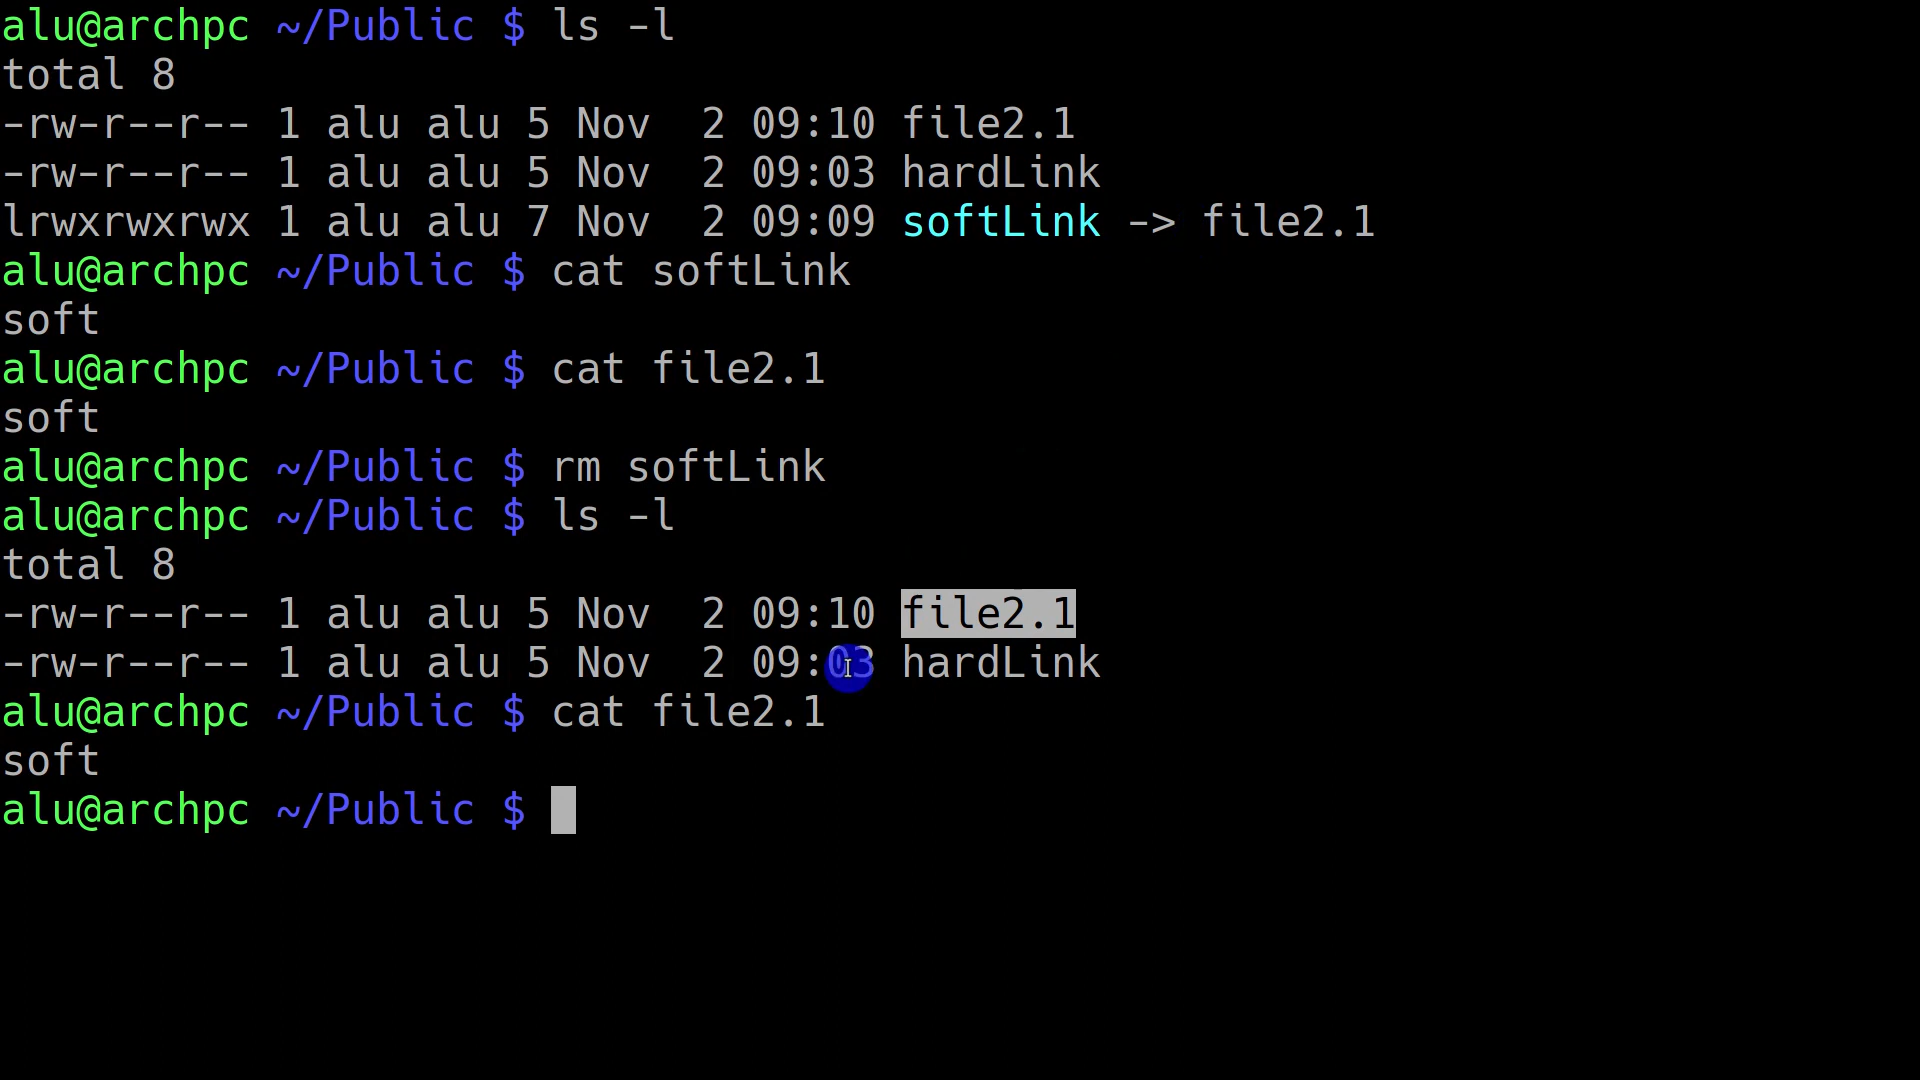 alu@archpc ~/Public $ ls -l
total 8
-rw-r--r-- 1 alu alu 5 Nov  2 09:10 file2.1
-rw-r--r-- 1 alu alu 5 Nov  2 09:03 hardLink
lrwxrwxrwx 1 alu alu 7 Nov  2 09:09 softLink -> file2.1
alu@archpc ~/Public $ cat softLink
soft
alu@archpc ~/Public $ cat file2.1
soft
alu@archpc ~/Public $ rm softLink
alu@archpc ~/Public $ ls -l
total 8
-rw-r--r-- 1 alu alu 5 Nov  2 09:10 file2.1
-rw-r--r-- 1 alu alu 5 Nov  2 09:03 hardLink
alu@archpc ~/Public $ cat file2.1
soft
alu@archpc ~/Public $